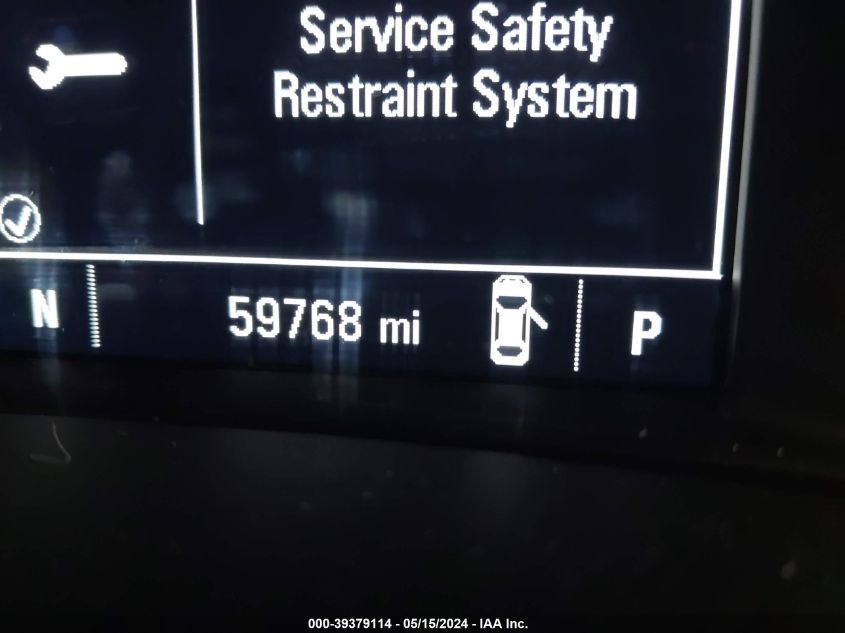 Service Safety
Restraint System
N
59768 mi
P
000-39379114 - 05/15/2024 - IAA Inc.